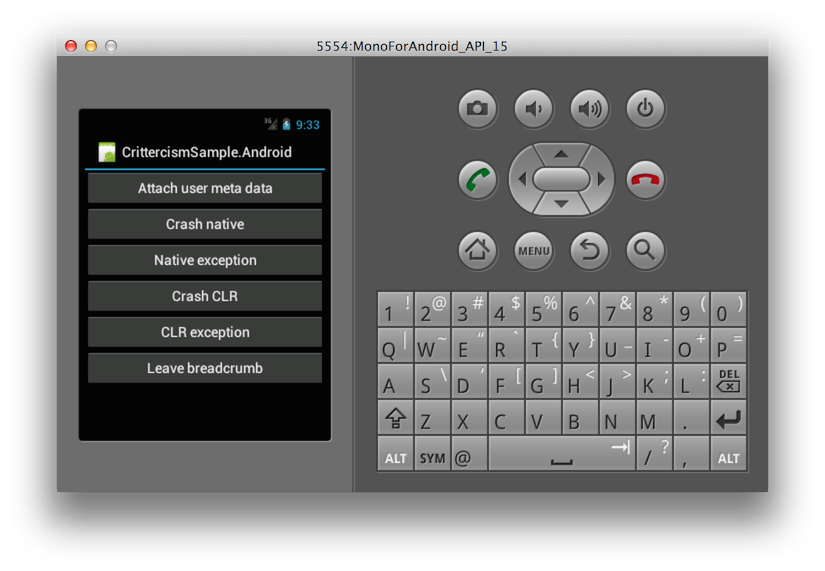 5554:MonoForAndroid_API_15
3G 9:33
CrittercismSample.Android
Attach user meta data
Crash native
Native exception
Crash CLR
CLR exception
Leave breadcrumb
MENU
1 ! 2 @ 3 # 4 $ 5 % 6 ^ 7 & 8 * 9 ( 0 )
Q | W ~ E “ R ` T { Y } U _ I - O + P =
A S \ D ‘ F [ G ] H < J > K ; L : DEL
Z X C V B N M .
ALT SYM @ / ? , ALT